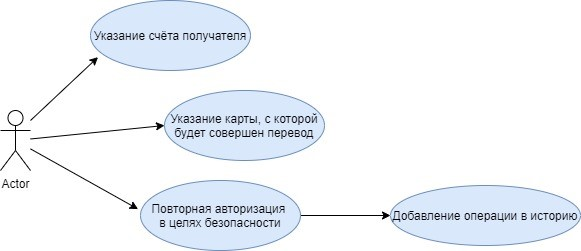 Указание счёта получателя
Указание карты, с которой
будет совершен перевод
Actor
Повторная авторизация
в целях безопасности
Добавление операции в историю